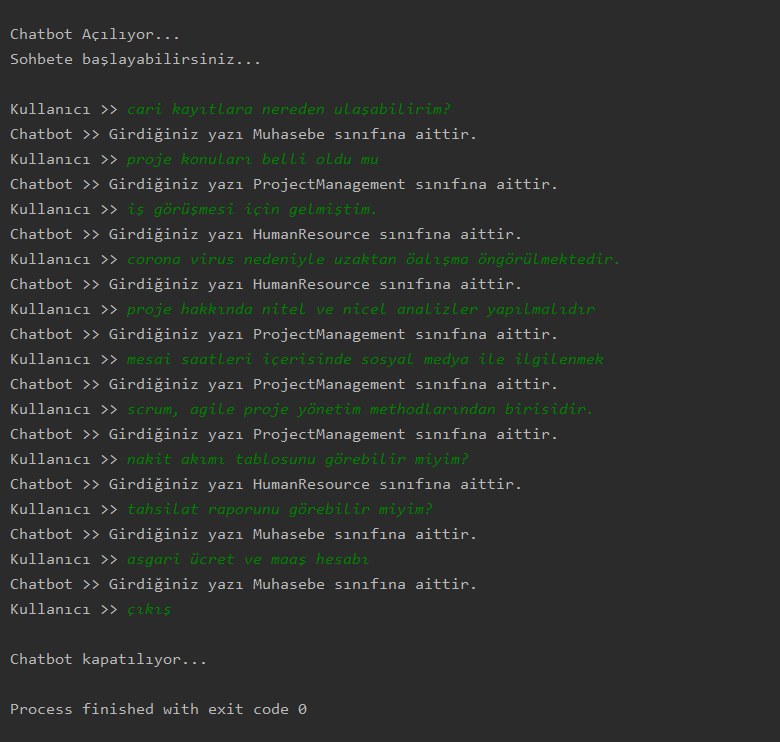 Chatbot Açılıyor...
Sohbete başlayabilirsiniz...
Kullanıcı >> cari kayıtlara nereden ulaşabilirim?
Chatbot >> Girdiğiniz yazı Muhasebe sınıfına aittir.
Kullanıcı >> proje konuları belli oldu mu
Chatbot >> Girdiğiniz yazı ProjectManagement sınıfına aittir.
Kullanıcı >> iş görüşmesi için gelmiştim.
Chatbot >> Girdiğiniz yazı HumanResource sınıfına aittir.
Kullanıcı >> corona virus nedeniyle uzaktan öalışma öngörülmektedir.
Chatbot >> Girdiğiniz yazı HumanResource sınıfına aittir.
Kullanıcı >> proje hakkında nitel ve nicel analizler yapılmalıdır
Chatbot >> Girdiğiniz yazı ProjectManagement sınıfına aittir.
Kullanıcı >> mesai saatleri içerisinde sosyal medya ile ilgilenmek
Chatbot >> Girdiğiniz yazı ProjectManagement sınıfına aittir.
Kullanıcı >> scrum, agile proje yönetim methodlarından birisidir.
Chatbot >> Girdiğiniz yazı ProjectManagement sınıfına aittir.
Kullanıcı >> nakit akımı tablosunu görebilir miyim?
Chatbot >> Girdiğiniz yazı HumanResource sınıfına aittir.
Kullanıcı >> tahsilat raporunu görebilir miyim?
Chatbot >> Girdiğiniz yazı Muhasebe sınıfına aittir.
Kullanıcı >> asgari ücret ve maaş hesabı
Chatbot >> Girdiğiniz yazı Muhasebe sınıfına aittir.
Kullanıcı >> çıkış
Chatbot kapatılıyor...
Process finished with exit code 0